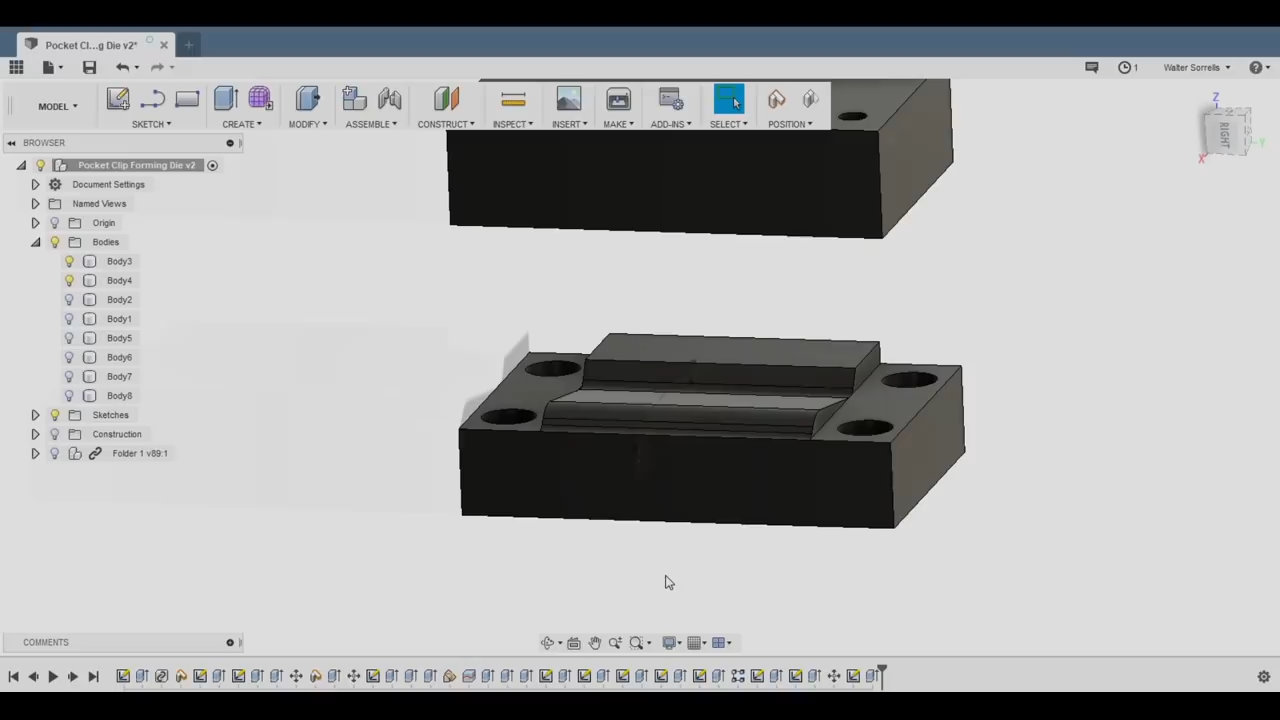 Pocket Cl...g Die v2*
1
Walter Sorrells
MODEL
SKETCH
CREATE
MODIFY
ASSEMBLE
CONSTRUCT
INSPECT
INSERT
MAKE
ADD-INS
SELECT
POSITION
Z
RIGHT
Y
X
BROWSER
Pocket Clip Forming Die v2
Document Settings
Named Views
Origin
Bodies
Body3
Body4
Body2
Body1
Body5
Body6
Body7
Body8
Sketches
Construction
Folder 1 v89:1
COMMENTS